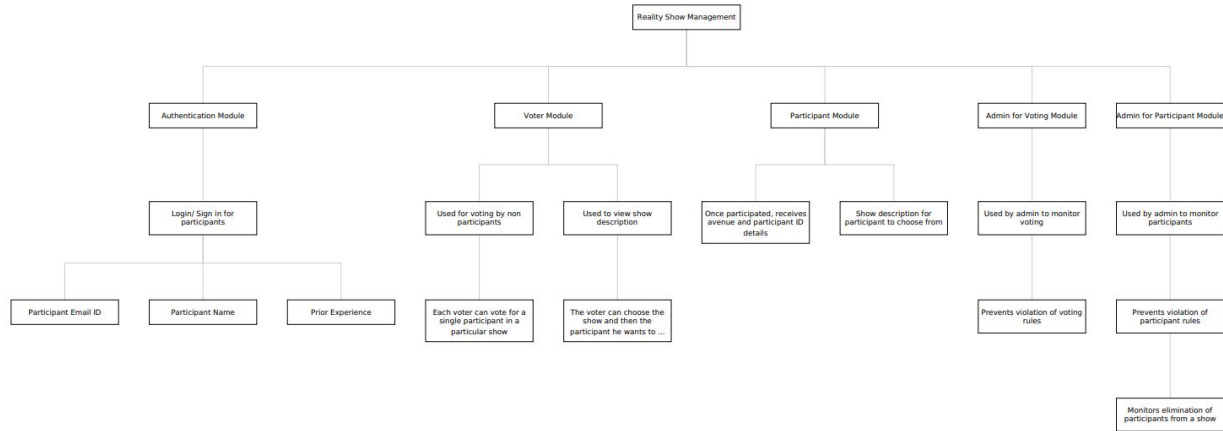 Reality Show Management
Authentication Module
Voter Module
Participant Module
Admin for Voting Module
Admin for Participant Module
Login/ Sign in for
participants
Used for voting by non
participants
Used to view show
description
Once participated, receives
avenue and participant ID
details
Show description for
participant to choose from
Used by admin to monitor
voting
Used by admin to monitor
participants
Participant Email ID
Participant Name
Prior Experience
Each voter can vote for a
single participant in a
particular show
The voter can choose the
show and then the
participant he wants to ...
Prevents violation of voting
rules
Prevents violation of
participant rules
Monitors elimination of
participants from a show